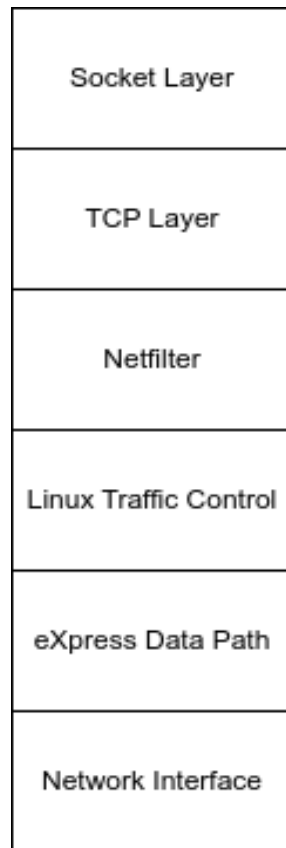 Socket Layer
TCP Layer
Netfilter
Linux Traffic Control
eXpress Data Path
Network Interface